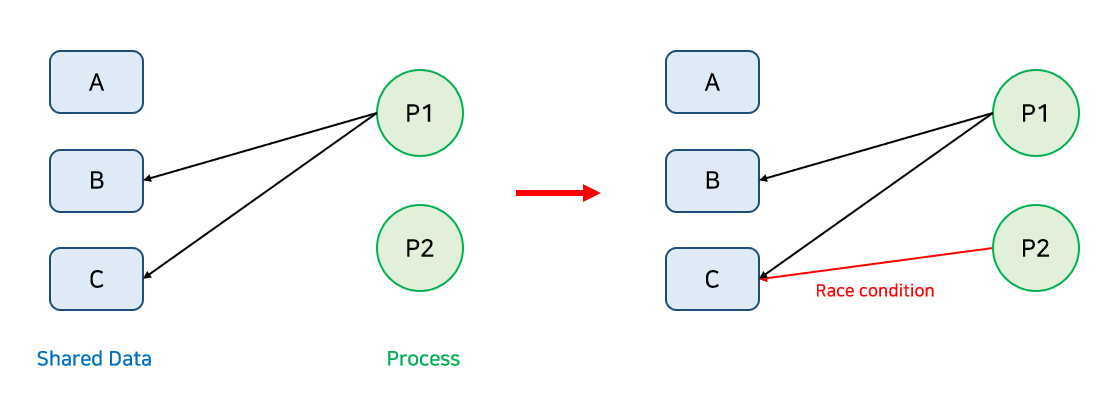 A
B
C
P1
P2
Shared Data
Process
A
B
C
P1
P2
Race condition